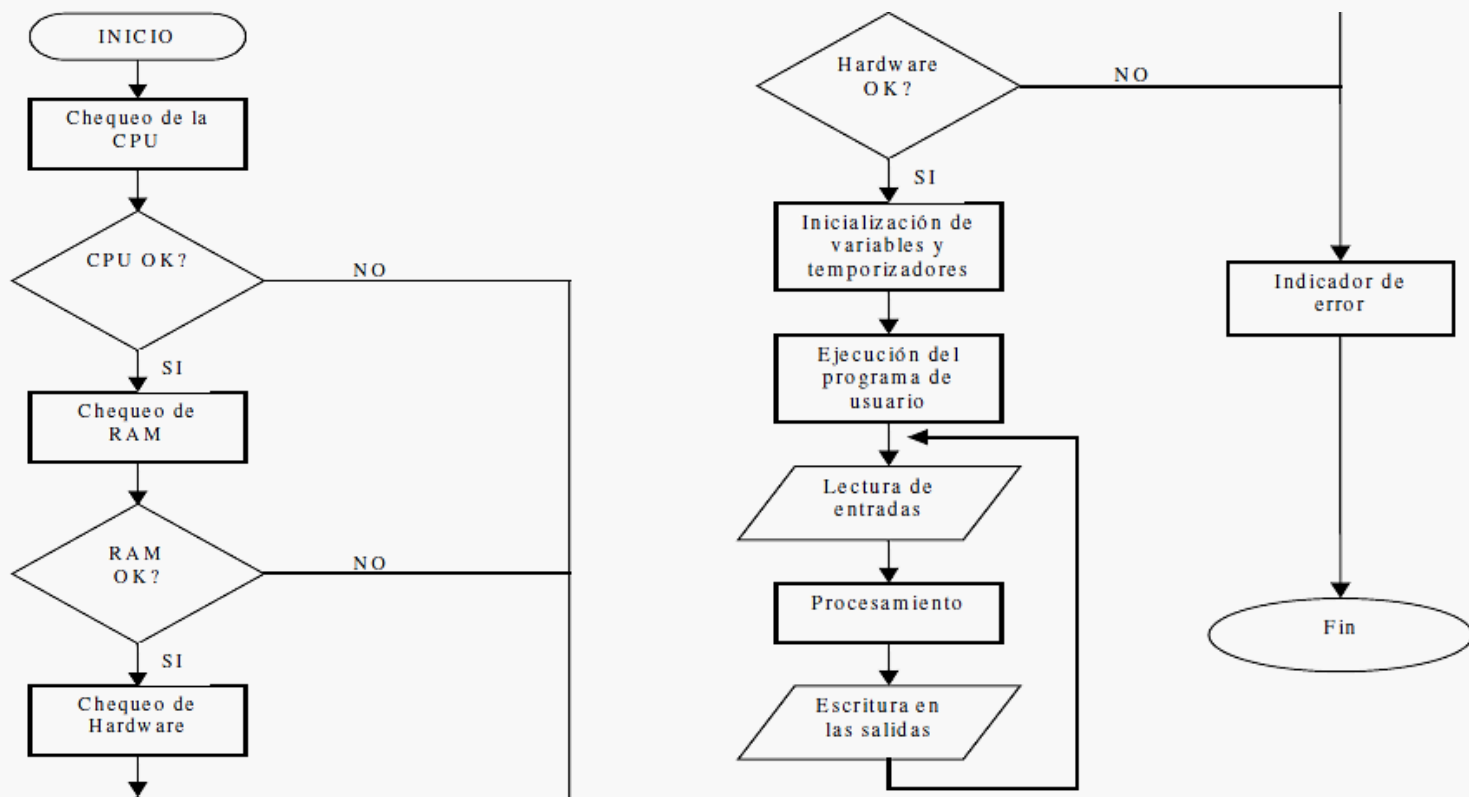 INICIO
Chequeo de la
CPU
CPU OK?
NO
SI
Chequeo de
RAM
RAM
OK?
NO
SI
Chequeo de
Hardware
Hardware
OK?
NO
SI
Inicialización de
variables y
temporizadores
Ejecución del
programa de
usuario
Lectura de
entradas
Procesamiento
Escritura en
las salidas
Indicador de
error
Fin